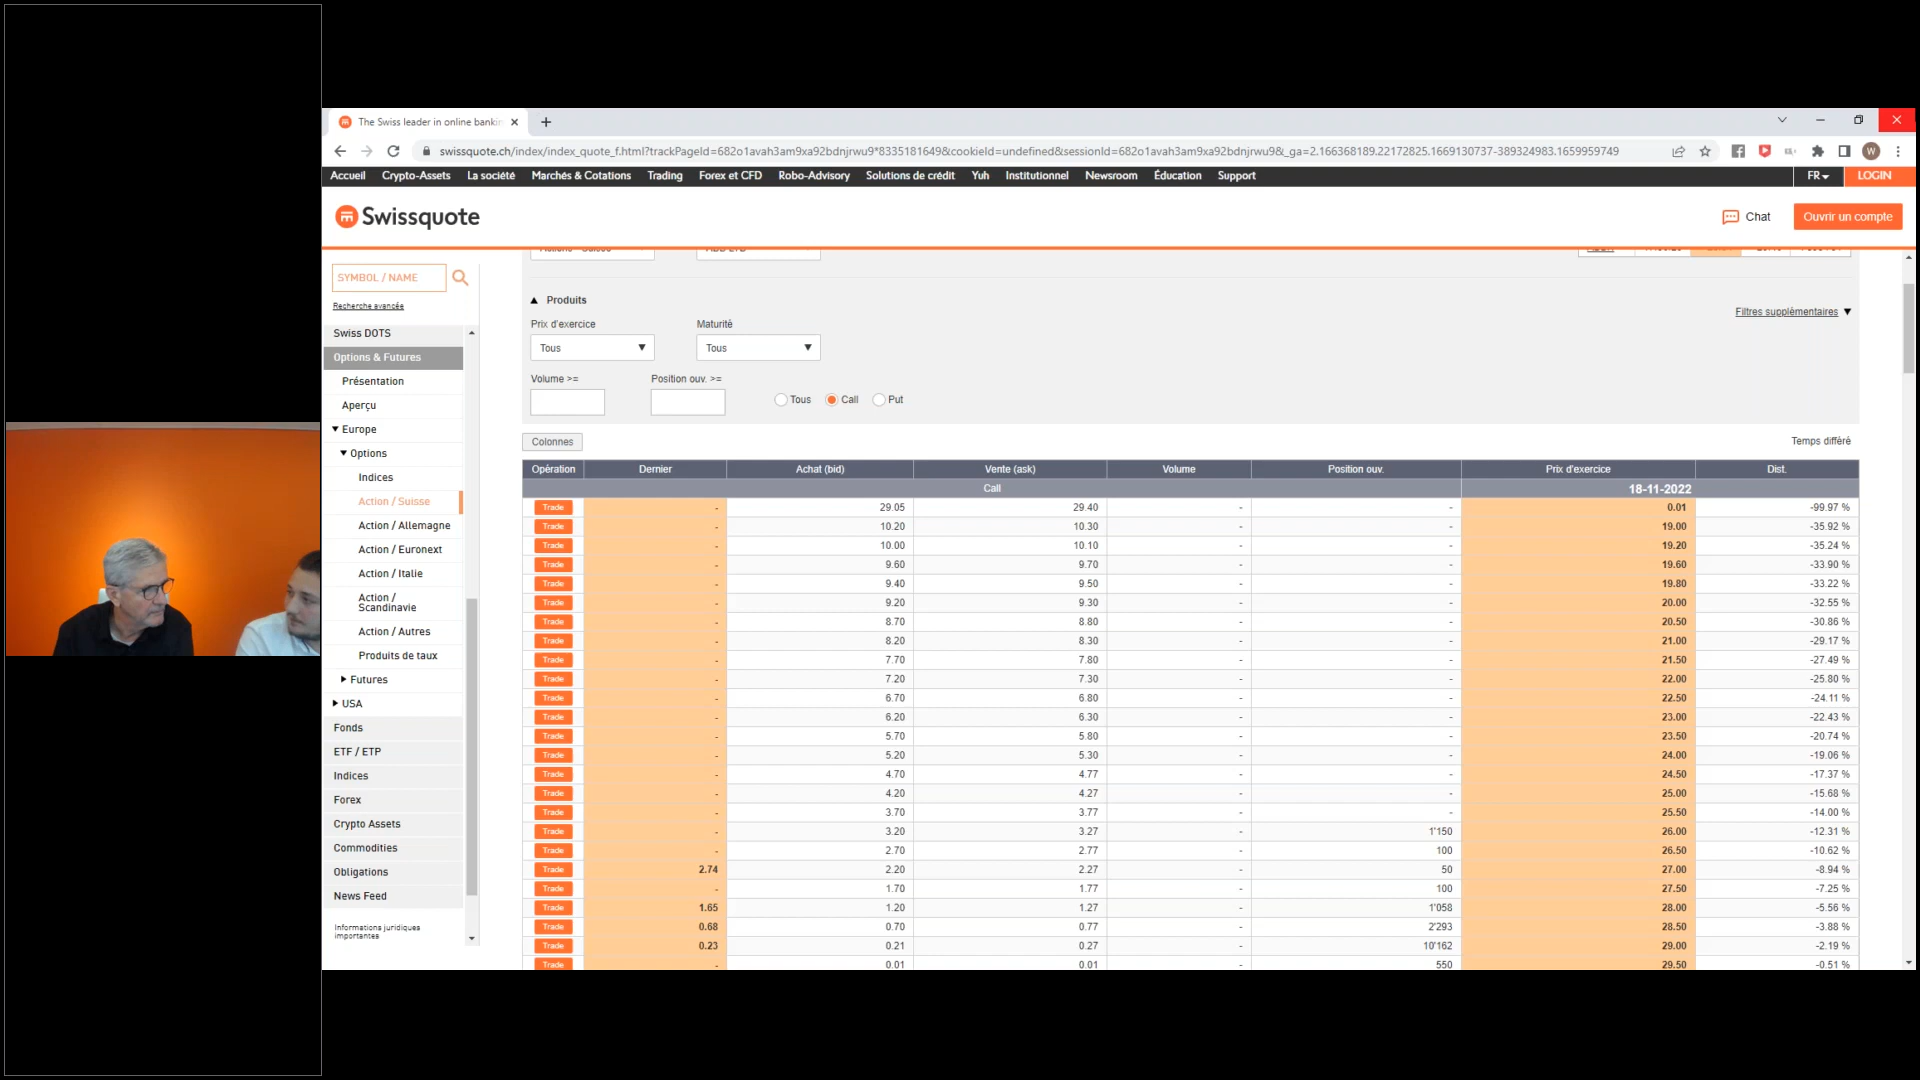 The Swiss leader in online bankin
swissquote.ch/index/index_quote_f.html?trackPageId=682o1avah3am9xa92bdnjrwu9*8335181649&cookieId=undefined&sessionId=682o1avah3am9xa92bdnjrwu9&_ga=2.166368189.22172825.1669130737-389324983.1659959749
W
Accueil Crypto-Assets La société Marchés & Cotations Trading Forex et CFD Robo-Advisory Solutions de crédit Yuh Institutionnel Newsroom Éducation Support FR LOGIN
Swissquote Chat Ouvrir un compte
SYMBOL / NAME
Recherche avancée
Swiss DOTS
Options & Futures
Présentation
Aperçu
Europe
Options
Indices
Action / Suisse
Action / Allemagne
Action / Euronext
Action / Italie
Action /
Scandinavie
Action / Autres
Produits de taux
Futures
USA
Fonds
ETF / ETP
Indices
Forex
Crypto Assets
Commodities
Obligations
News Feed
Informations juridiques
importantes
Produits
Filtres supplémentaires
Prix d'exercice Maturité
Tous Tous
Volume >= Position ouv. >=
Tous Call Put
Colonnes Temps différé
Opération Dernier Achat (bid) Vente (ask) Volume Position ouv. Prix d'exercice Dist.
Call 18-11-2022
Trade - 29.05 29.40 - - 0.01 -99.97 %
Trade - 10.20 10.30 - - 19.00 -35.92 %
Trade - 10.00 10.10 - - 19.20 -35.24 %
Trade - 9.60 9.70 - - 19.60 -33.90 %
Trade - 9.40 9.50 - - 19.80 -33.22 %
Trade - 9.20 9.30 - - 20.00 -32.55 %
Trade - 8.70 8.80 - - 20.50 -30.86 %
Trade - 8.20 8.30 - - 21.00 -29.17 %
Trade - 7.70 7.80 - - 21.50 -27.49 %
Trade - 7.20 7.30 - - 22.00 -25.80 %
Trade - 6.70 6.80 - - 22.50 -24.11 %
Trade - 6.20 6.30 - - 23.00 -22.43 %
Trade - 5.70 5.80 - - 23.50 -20.74 %
Trade - 5.20 5.30 - - 24.00 -19.06 %
Trade - 4.70 4.77 - - 24.50 -17.37 %
Trade - 4.20 4.27 - - 25.00 -15.68 %
Trade - 3.70 3.77 - - 25.50 -14.00 %
Trade - 3.20 3.27 - 1'150 26.00 -12.31 %
Trade - 2.70 2.77 - 100 26.50 -10.62 %
Trade 2.74 2.20 2.27 - 50 27.00 -8.94 %
Trade - 1.70 1.77 - 100 27.50 -7.25 %
Trade 1.65 1.20 1.27 - 1'058 28.00 -5.56 %
Trade 0.68 0.70 0.77 - 2'293 28.50 -3.88 %
Trade 0.23 0.21 0.27 - 10'162 29.00 -2.19 %
Trade - 0.01 0.01 - 550 29.50 -0.51 %